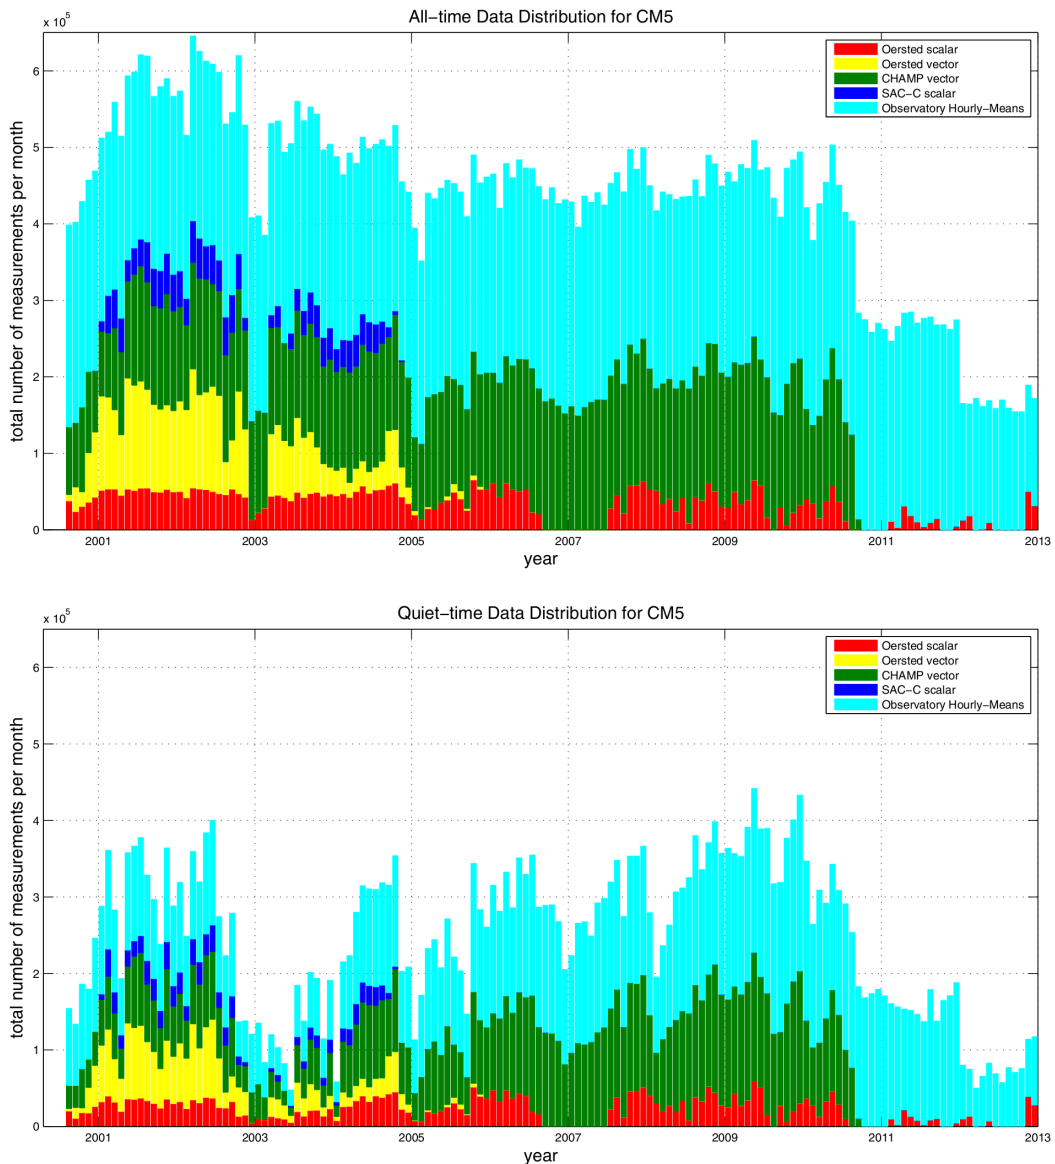 All−time Data Distribution for CM5
x 10^5
Oersted scalar
Oersted vector
CHAMP vector
SAC−C scalar
Observatory Hourly−Means
total number of measurements per month
6
5
4
3
2
1
0
2001 2003 2005 2007 2009 2011 2013
year
Quiet−time Data Distribution for CM5
x 10^5
Oersted scalar
Oersted vector
CHAMP vector
SAC−C scalar
Observatory Hourly−Means
total number of measurements per month
6
5
4
3
2
1
0
2001 2003 2005 2007 2009 2011 2013
year